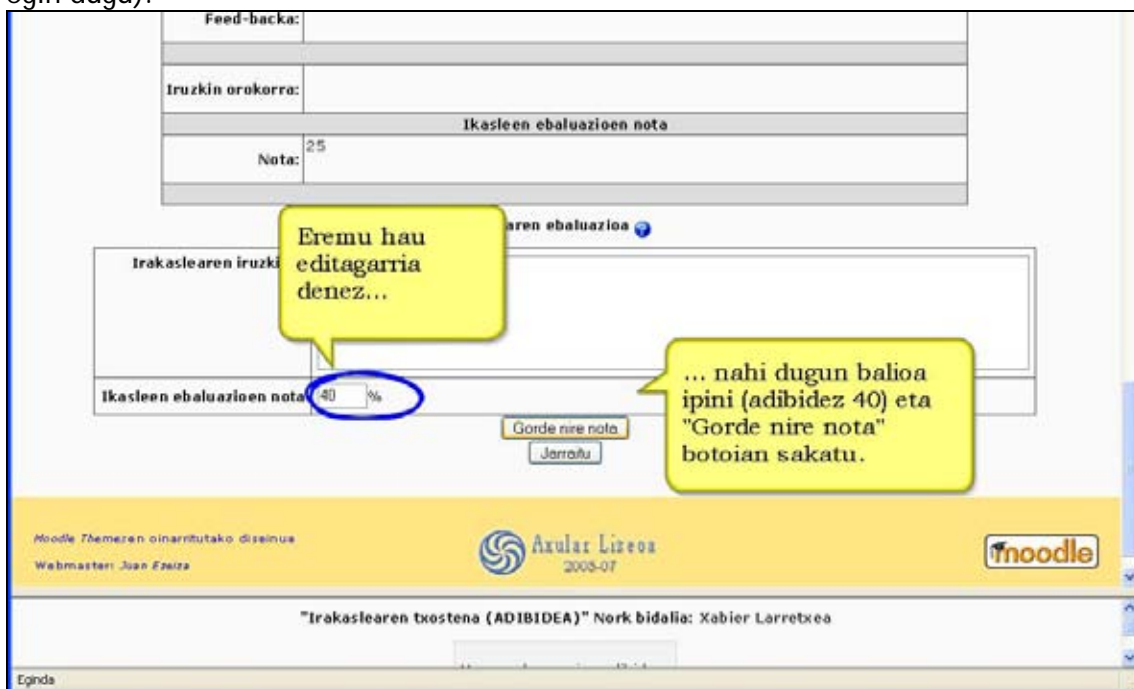 Feed-backa:
Iruzkin orokorra:
Ikasleen ebaluazioen nota
Nota: 25
aren ebaluazioa
Eremu hau
editagarria
denez...
Irakaslearen iruzki
Ikasleen ebaluazioen nota 40 %
... nahi dugun balioa
ipini (adibidez 40) eta
"Gorde nire nota"
botoian sakatu.
Gorde nire nota
Jarraitu
Moodle Themezen oinarritutako diseinua
Webmaster: Juan Ezeiza
Axular Lizeoa
2005-07
moodle
"Irakaslearen txostena (ADIBIDEA)" Nork bidalia: Xabier Larretxea
Eginda